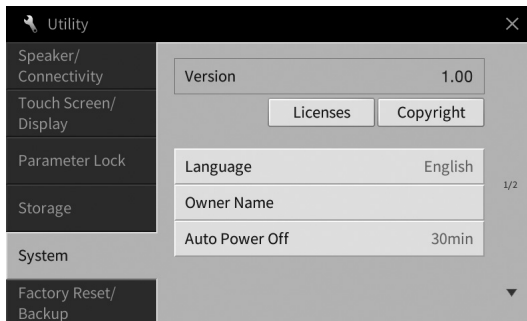 Utility
Speaker/
Connectivity
Touch Screen/
Display
Parameter Lock
Storage
System
Factory Reset/
Backup
Version 1.00
Licenses Copyright
Language English
Owner Name
Auto Power Off 30min
1/2